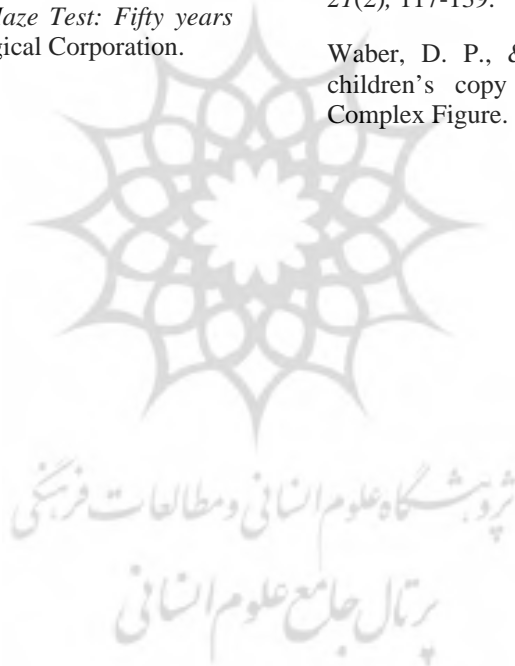 Maze Test: Fifty years
gical Corporation.
21(2), 117-139.
Waber, D. P., &
children's copy
Complex Figure.
پژوهشگاه علوم انسانی و مطالعات فرهنگی
پرتال جامع علوم انسانی